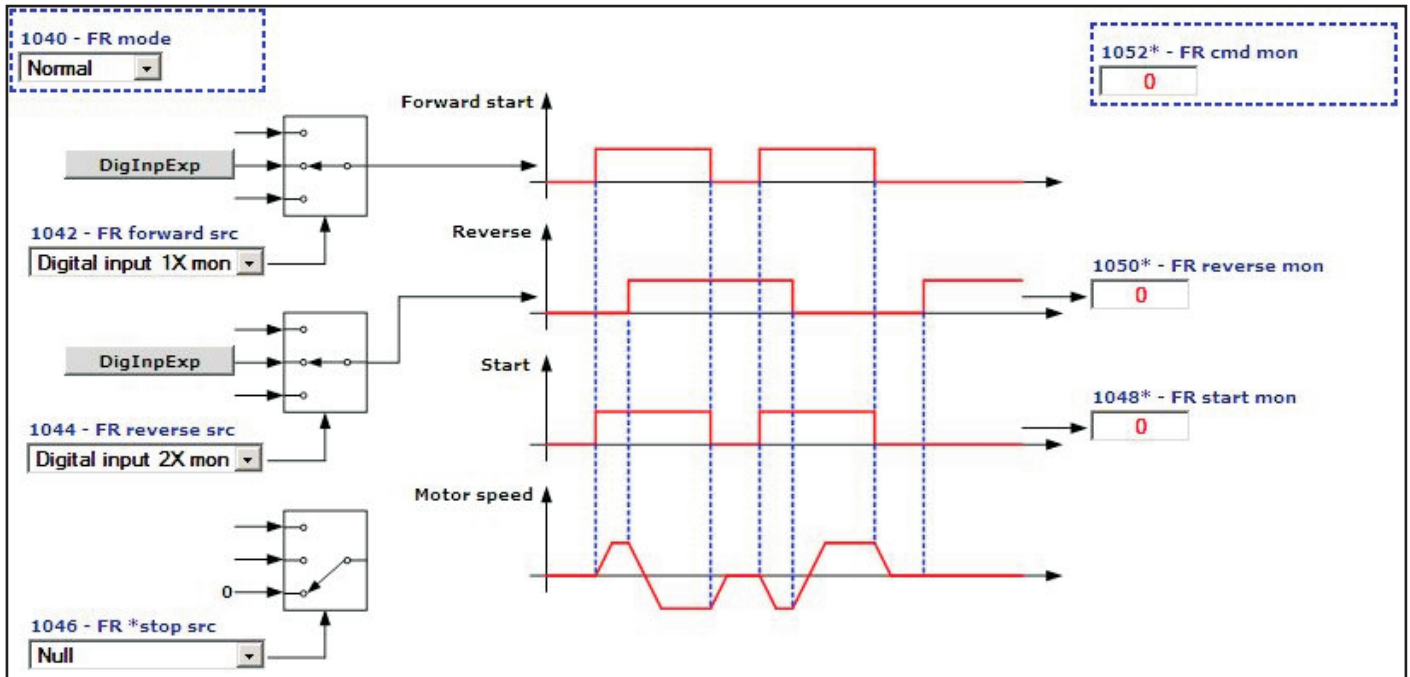 1040 - FR mode
Normal
1052* - FR cmd mon
0
Forward start
DigInpExp
1042 - FR forward src
Digital input 1X mon
Reverse
1050* - FR reverse mon
0
DigInpExp
Start
1044 - FR reverse src
Digital input 2X mon
1048* - FR start mon
0
Motor speed
0
1046 - FR *stop src
Null